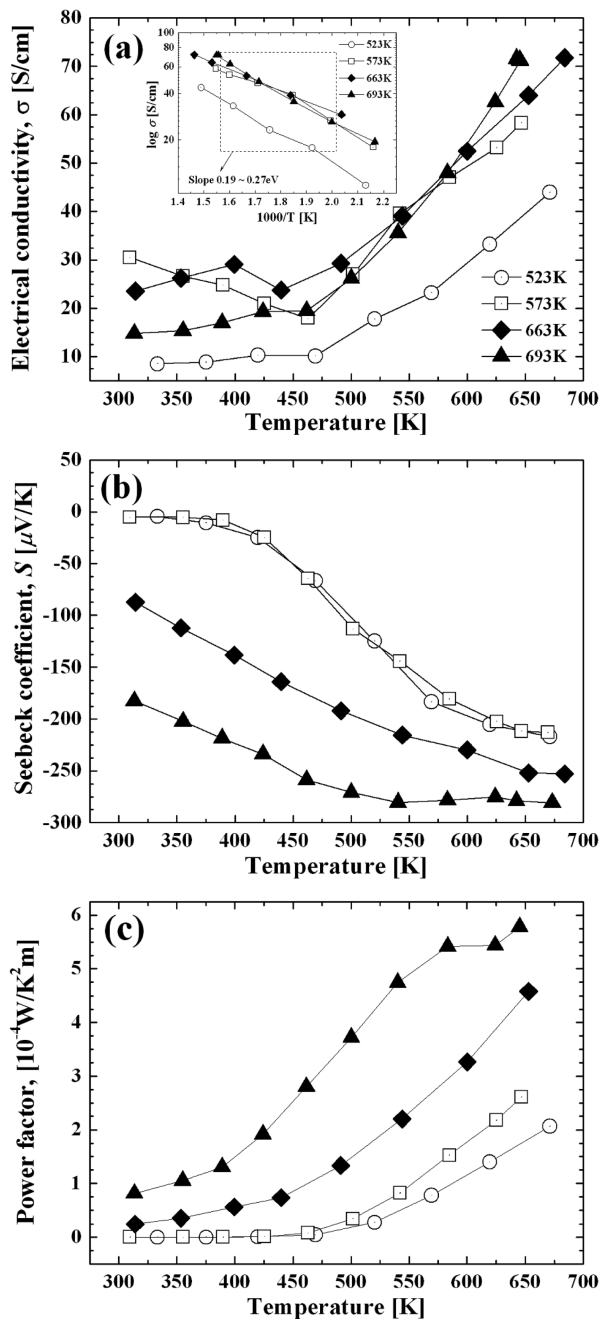 (a)
Electrical conductivity, σ [S/cm]
80
70
60
50
40
30
20
10
300 350 400 450 500 550 600 650 700
Temperature [K]
523K
573K
663K
693K
log σ [S/cm]
100
80
60
40
20
1.4 1.5 1.6 1.7 1.8 1.9 2.0 2.1 2.2
1000/T [K]
Slope 0.19 ~ 0.27eV
523K
573K
663K
693K
(b)
Seebeck coefficient, S [μV/K]
50
0
-50
-100
-150
-200
-250
-300
300 350 400 450 500 550 600 650 700
Temperature [K]
(c)
Power factor, [10⁻⁴W/K²m]
6
5
4
3
2
1
0
300 350 400 450 500 550 600 650 700
Temperature [K]